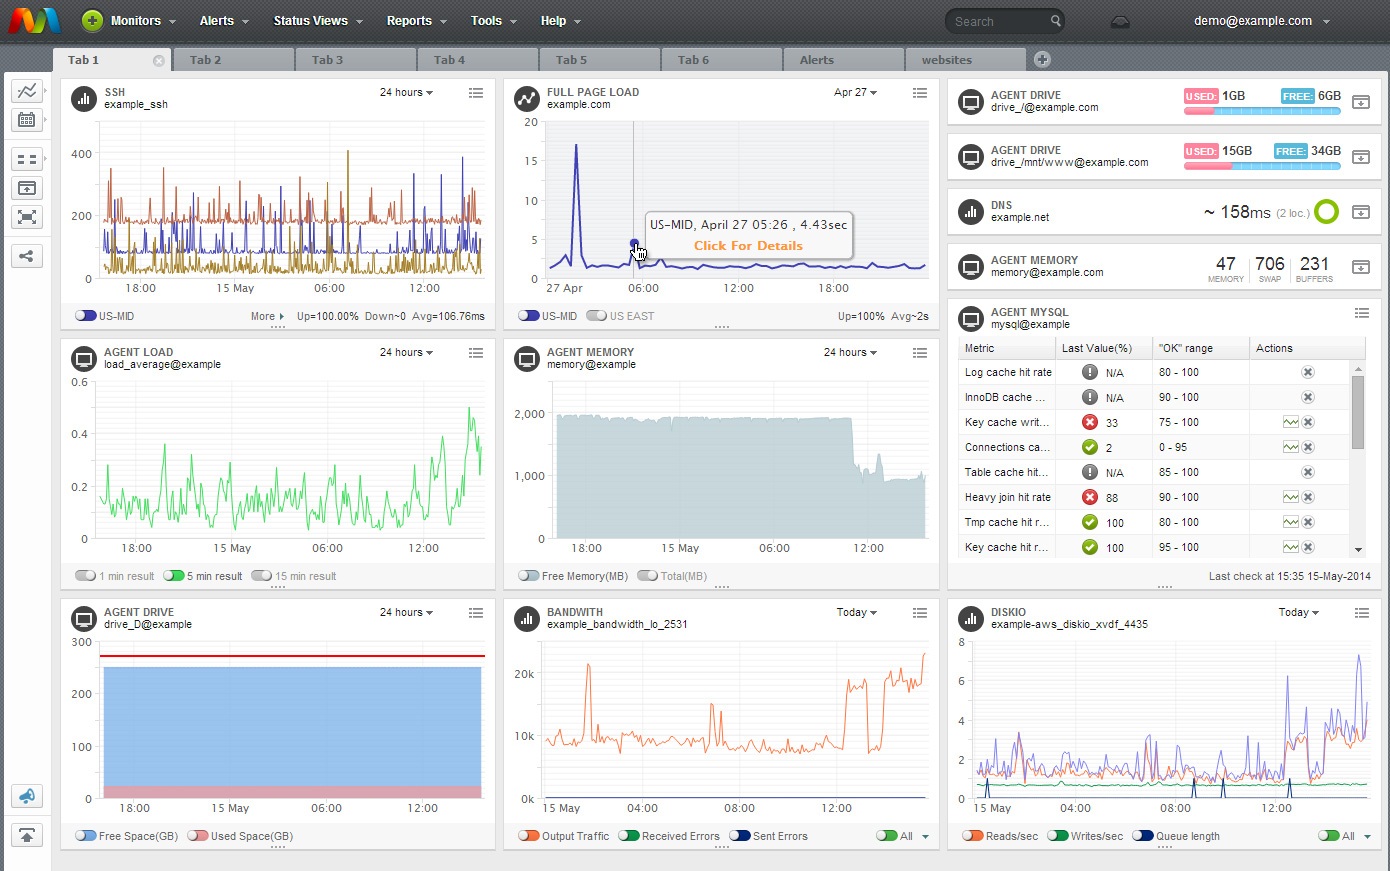 Monitors Alerts Status Views Reports Tools Help Search demo@example.com
Tab 1 Tab 2 Tab 3 Tab 4 Tab 5 Tab 6 Alerts websites
SSH
example_ssh
24 hours
400
200
0
18:00 15 May 06:00 12:00
US-MID More Up=100.00% Down~0 Avg=106.76ms
FULL PAGE LOAD
example.com
Apr 27
20
15
10
5
0
US-MID, April 27 05:26 , 4.43sec
Click For Details
27 Apr 06:00 12:00 18:00
US-MID US EAST Up=100% Avg~2s
AGENT DRIVE
drive_/@example.com
USED: 1GB FREE: 6GB
AGENT DRIVE
drive_/mnt/www@example.com
USED: 15GB FREE: 34GB
DNS
example.net
~ 158ms (2 loc.)
AGENT MEMORY
memory@example.com
47 706 231
MEMORY SWAP BUFFERS
AGENT LOAD
load_average@example
24 hours
0.6
0.4
0.2
0
18:00 15 May 06:00 12:00
1 min result 5 min result 15 min result
AGENT MEMORY
memory@example
24 hours
2,000
1,000
0
18:00 15 May 06:00 12:00
Free Memory(MB) Total(MB)
AGENT MYSQL
mysql@example
Metric Last Value(%) "OK" range Actions
Log cache hit rate N/A 80 - 100
InnoDB cache ... N/A 90 - 100
Key cache writ... 33 75 - 100
Connections ca... 2 0 - 95
Table cache hit... N/A 85 - 100
Heavy join hit rate 88 90 - 100
Tmp cache hit r... 100 80 - 100
Key cache hit r... 100 95 - 100
Last check at 15:35 15-May-2014
AGENT DRIVE
drive_D@example
24 hours
300
200
100
0
18:00 15 May 06:00 12:00
Free Space(GB) Used Space(GB)
BANDWITH
example_bandwidth_lo_2531
Today
20k
10k
0k
15 May 04:00 08:00 12:00
Output Traffic Received Errors Sent Errors All
DISKIO
example-aws_diskio_xvdf_4435
Today
8
6
4
2
0
15 May 04:00 08:00 12:00
Reads/sec Writes/sec Queue length All